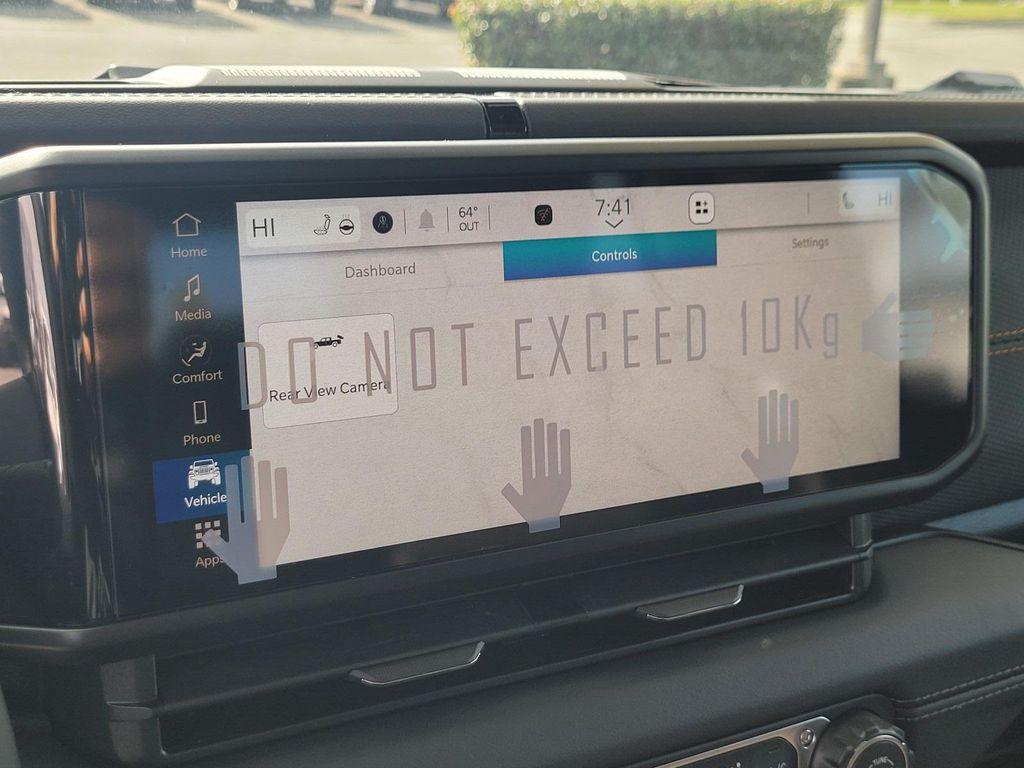 HI
64°
OUT
7:41
HI
Home
Media
Comfort
Phone
Vehicle
Apps
Dashboard
Controls
Settings
DO NOT EXCEED 10Kg
Rear View Camera
TUNE